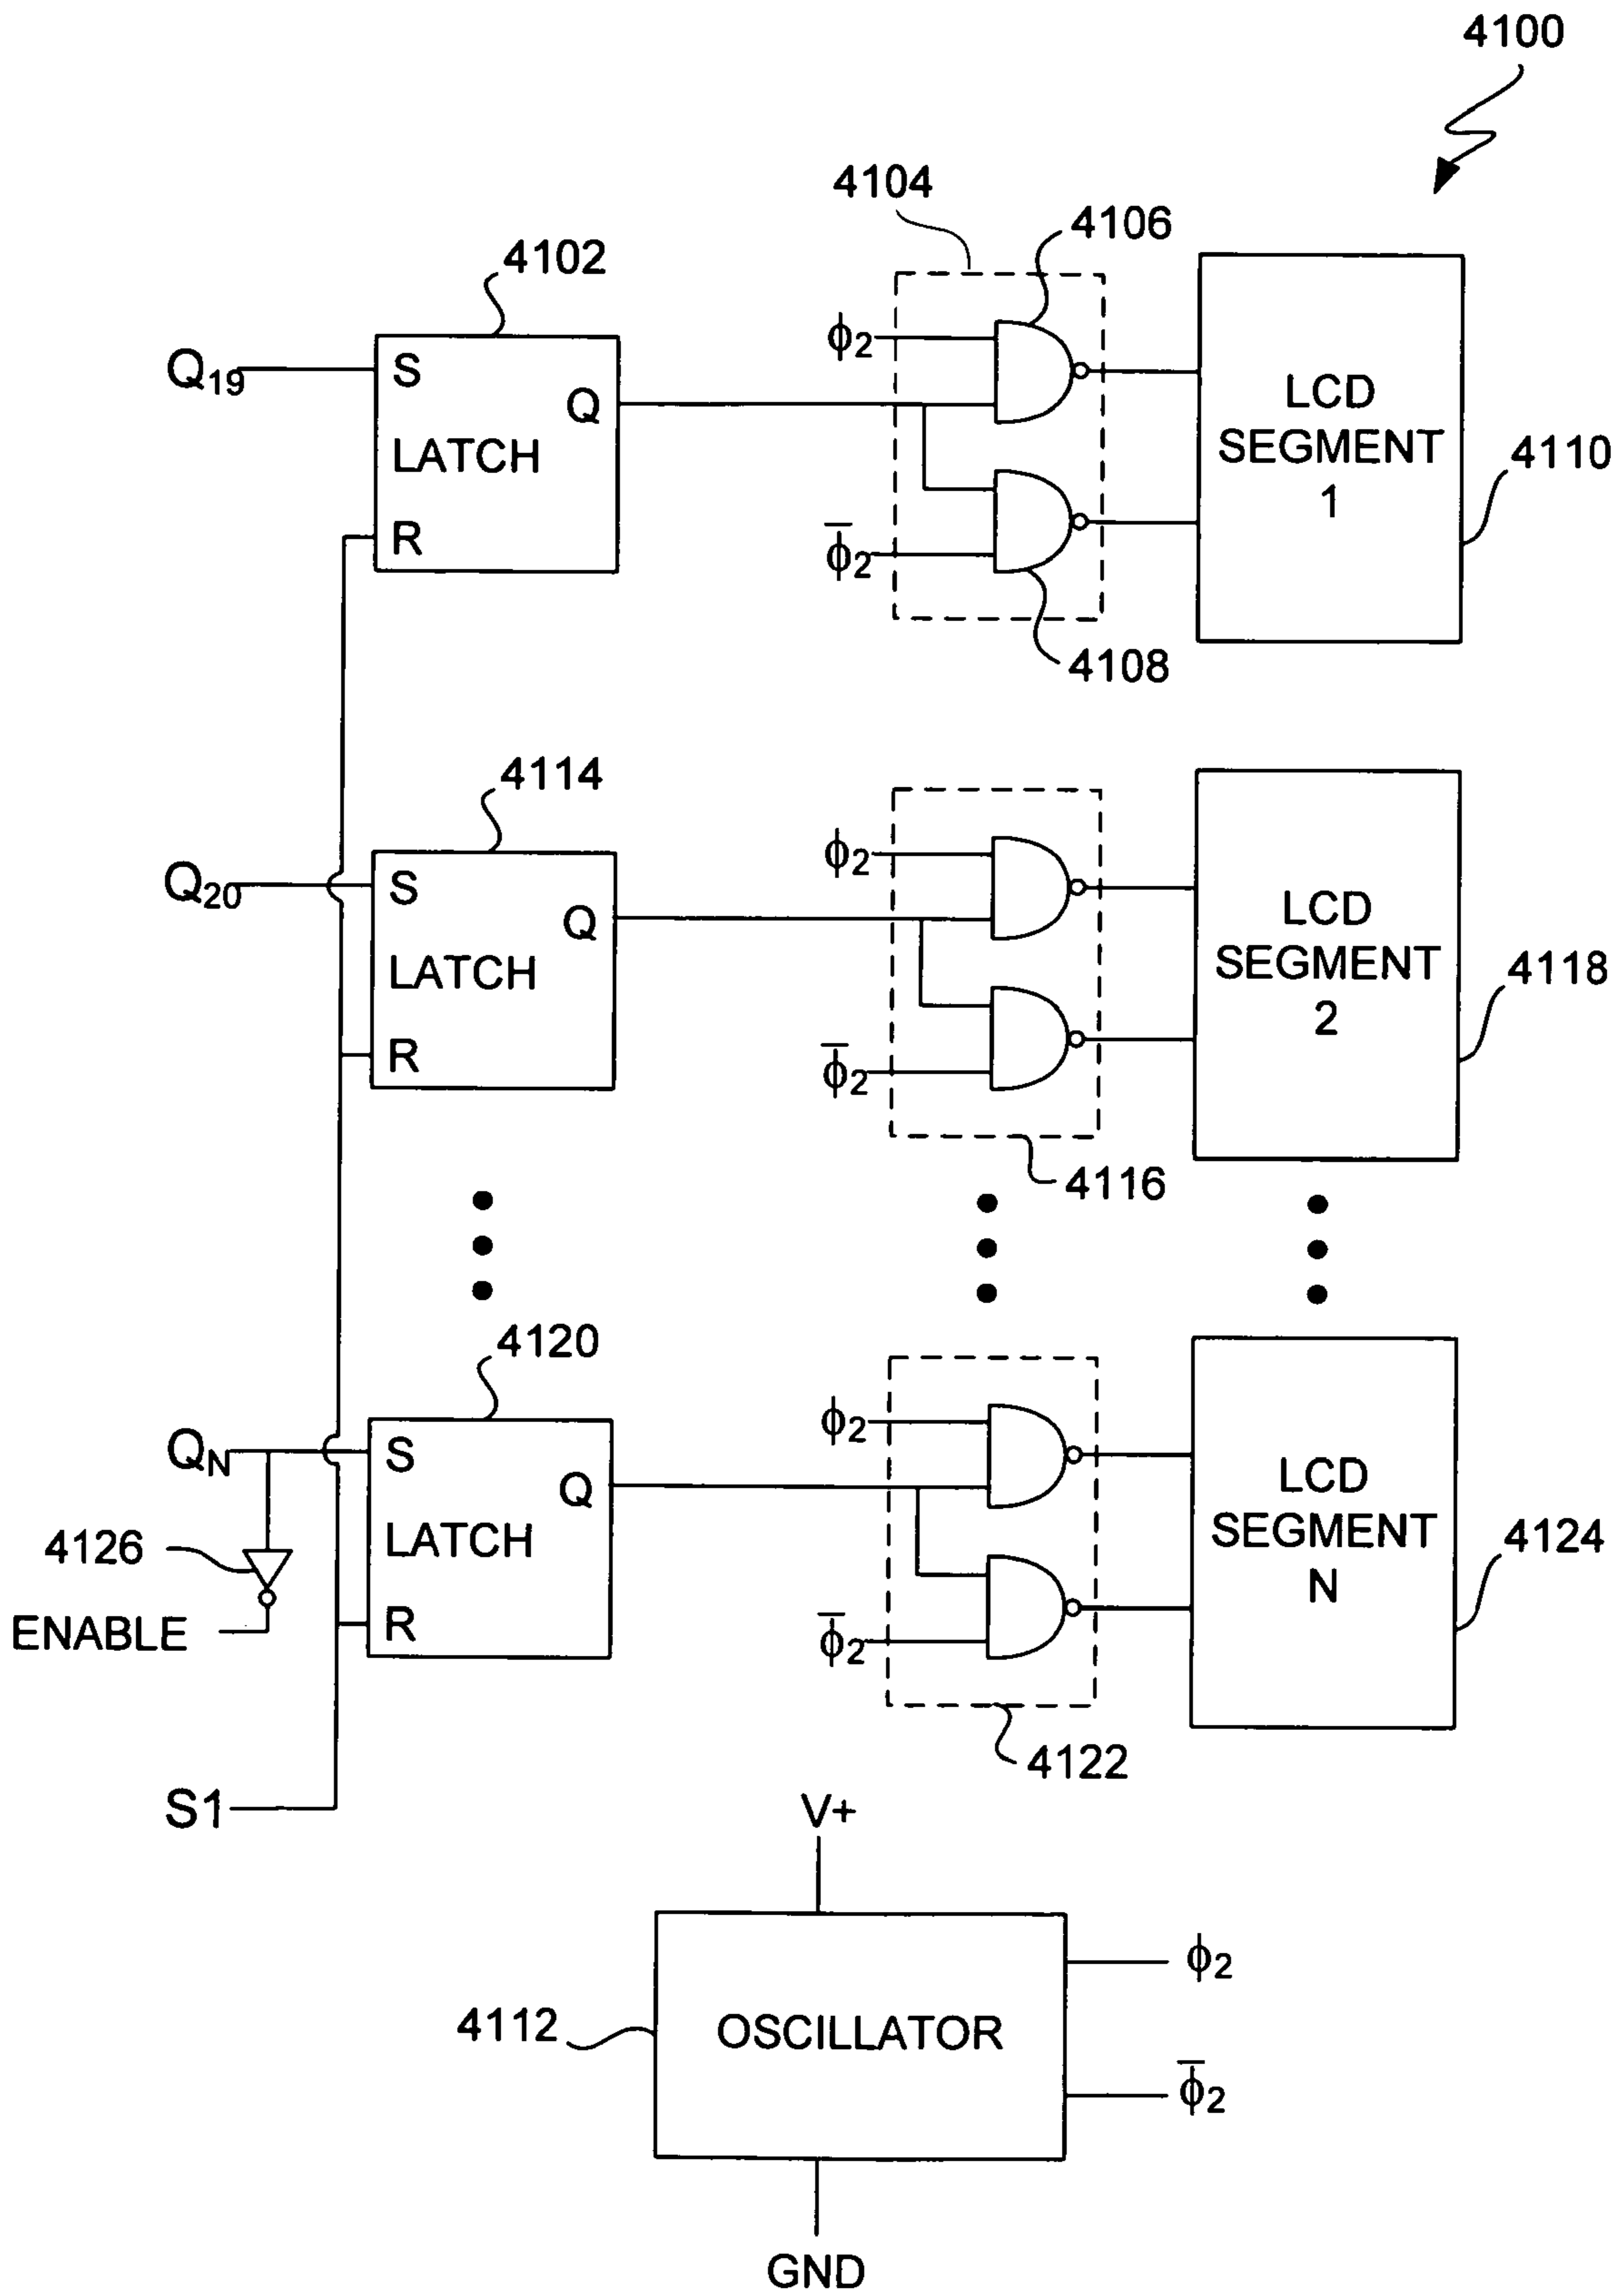 4100
4104
4106
4102
Q19
S
Q
LATCH
R
ϕ2
ϕ̅2
LCD
SEGMENT
1
4110
4108
4114
Q20
S
Q
LATCH
R
ϕ2
ϕ̅2
LCD
SEGMENT
2
4118
4116
4120
QN
S
Q
LATCH
R
4126
ENABLE
ϕ2
ϕ̅2
LCD
SEGMENT
N
4124
4122
S1
V+
4112
OSCILLATOR
ϕ2
ϕ̅2
GND